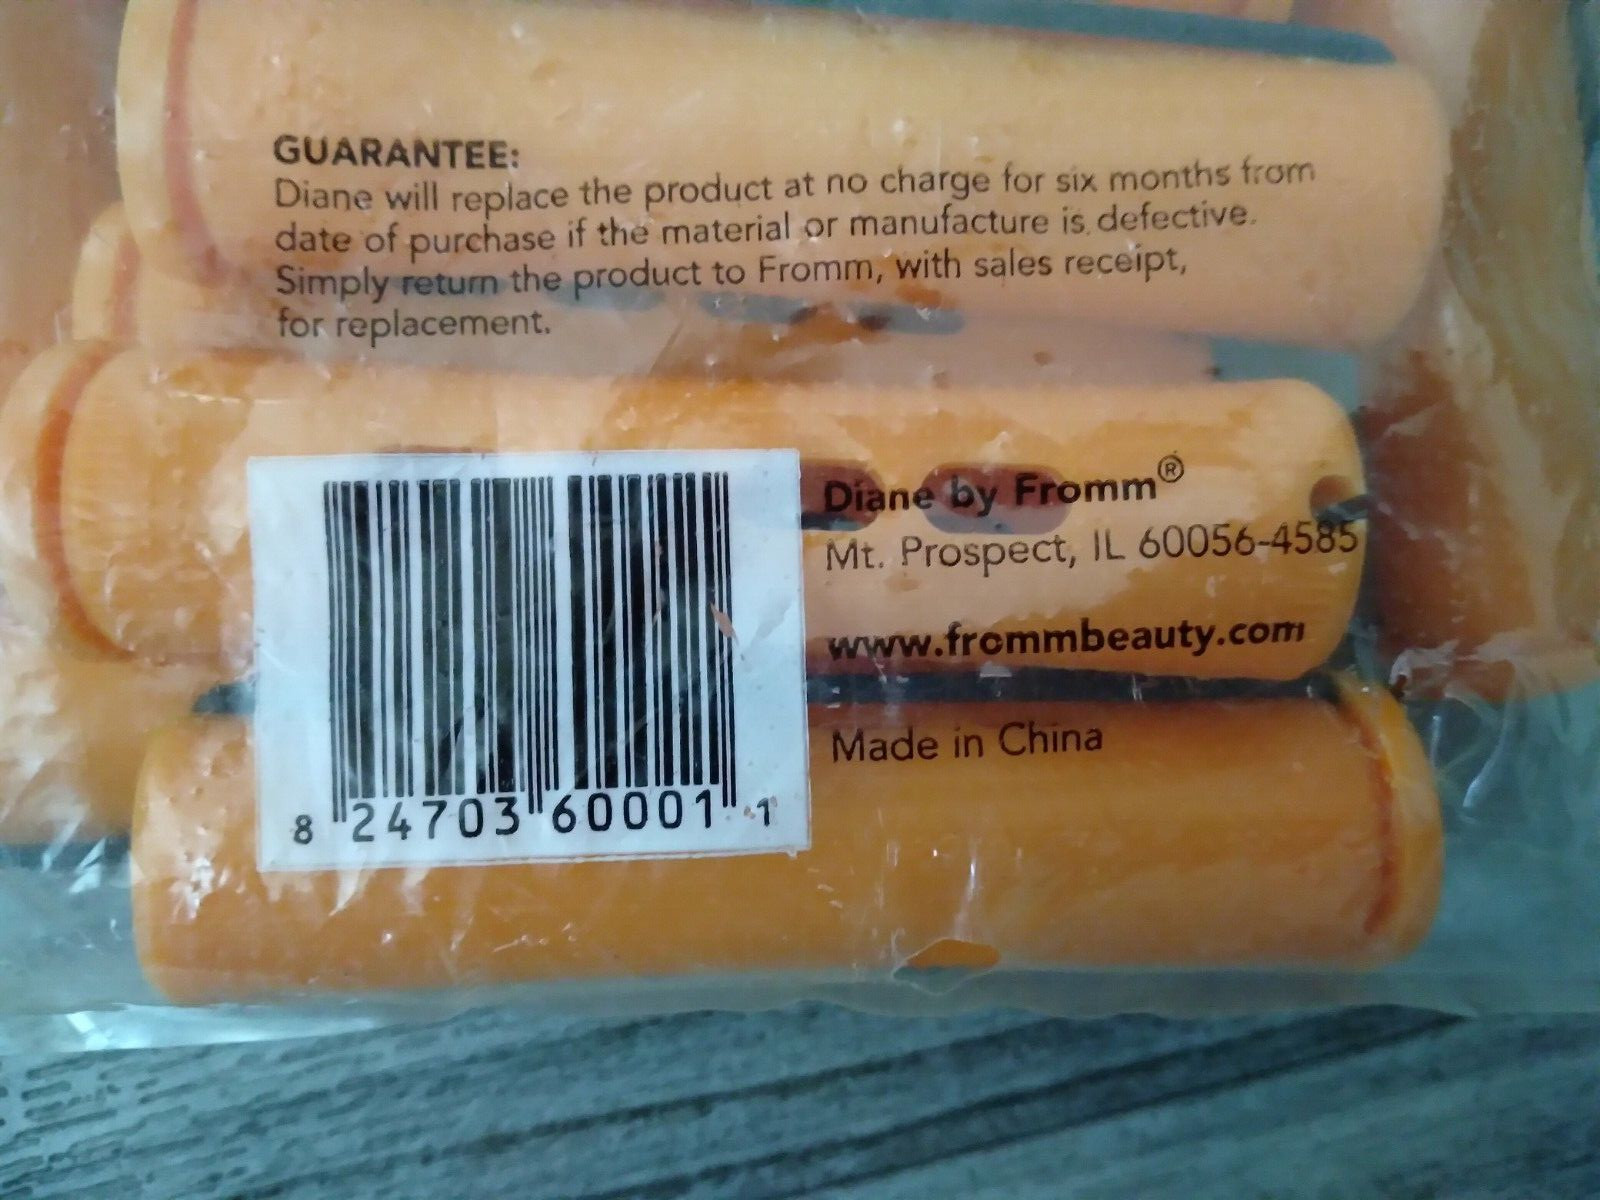 GUARANTEE:
Diane will replace the product at no charge for six months from
date of purchase if the material or manufacture is defective.
Simply return the product to Fromm, with sales receipt,
for replacement.
Diane by Fromm®
Mt. Prospect, IL 60056-4585
www.frommbeauty.com
Made in China
8 24703 60001 1